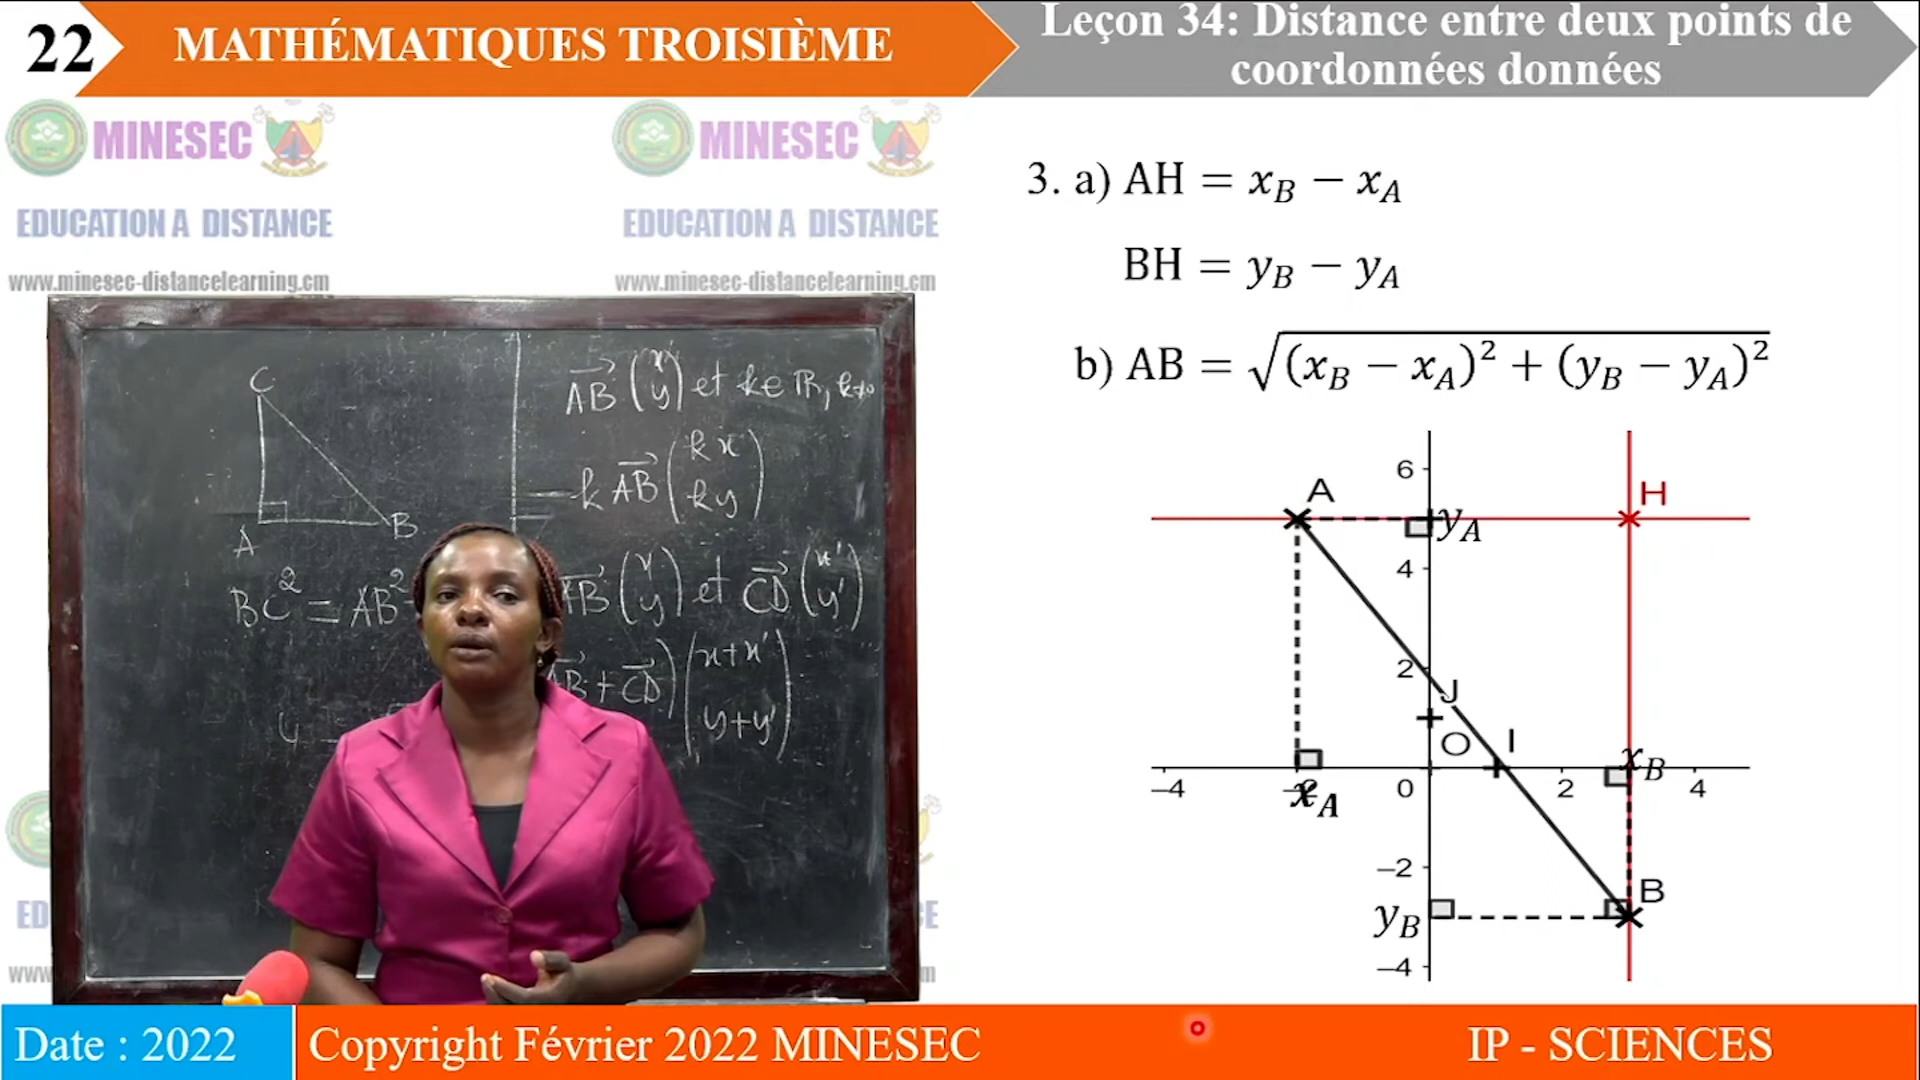 22
MATHÉMATIQUES TROISIÈME
Leçon 34: Distance entre deux points de
coordonnées données
MINESEC
EDUCATION A DISTANCE
www.minesec-distancelearning.cm
MINESEC
EDUCATION A DISTANCE
www.minesec-distancelearning.cm
C
A
B
BC² = AB²
AB (x y) et k∈ℝ, k≠0
k AB (kx ky)
AB (x y) et CD (x' y')
AB + CD) (x+x' y+y')
3. a) AH = x_B − x_A
BH = y_B − y_A
b) AB = √(x_B − x_A)² + (y_B − y_A)²
6
A
H
y_A
4
2
J
O
I
x_B
−4
x_A
0
2
4
−2
B
y_B
−4
Date : 2022
Copyright Février 2022 MINESEC
IP - SCIENCES